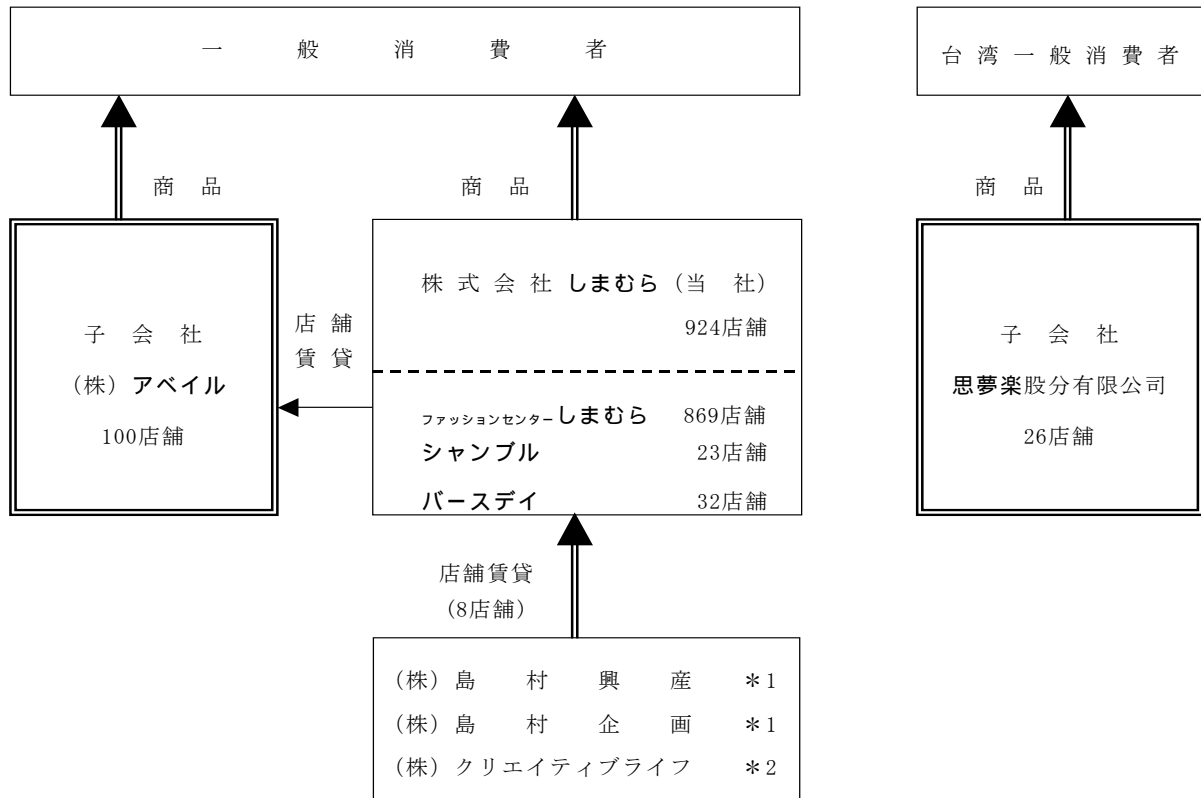 一般消費者
台湾一般消費者
商品
商品
商品
子会社
（株）アベイル
100店舗
店舗
賃貸
株式会社しまむら（当社）
924店舗
ファッションセンターしまむら 869店舗
シャンブル 23店舗
バースデイ 32店舗
子会社
思夢楽股分有限公司
26店舗
店舗賃貸
(8店舗)
（株）島村興産 ＊1
（株）島村企画 ＊1
（株）クリエイティブライフ ＊2